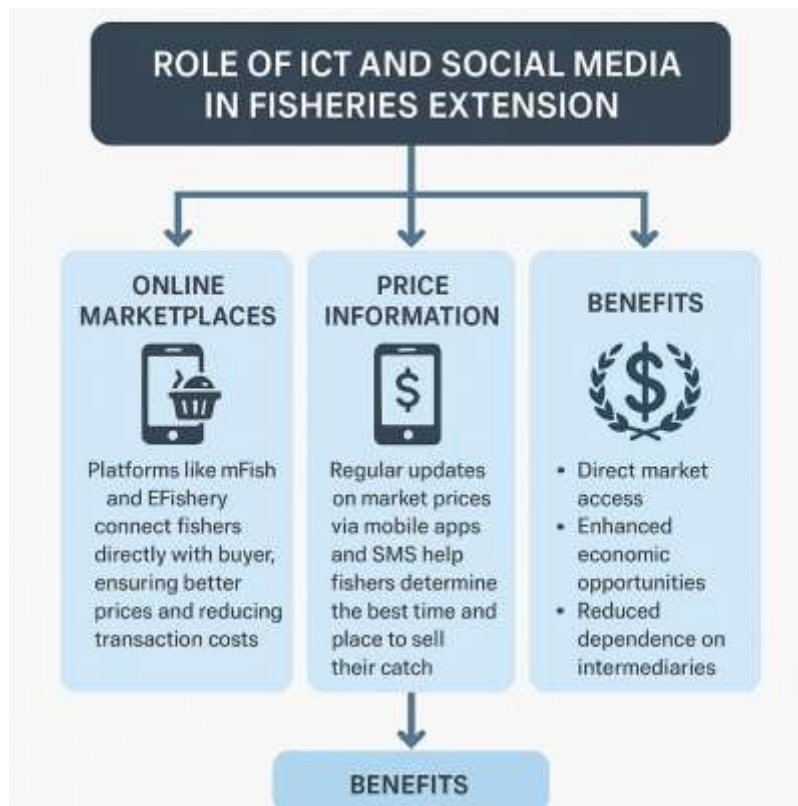 ROLE OF ICT AND SOCIAL MEDIA
IN FISHERIES EXTENSION
ONLINE
MARKETPLACES
Platforms like mFish
and EFishery
connect fishers
directly with buyer,
ensuring better
prices and reducing
transaction costs
PRICE
INFORMATION
$
Regular updates
on market prices
via mobile apps
and SMS help
fishers determine
the best time and
place to sell
their catch
BENEFITS
$
• Direct market
access
• Enhanced
economic
opportunities
• Reduced
dependence on
intermediaries
BENEFITS